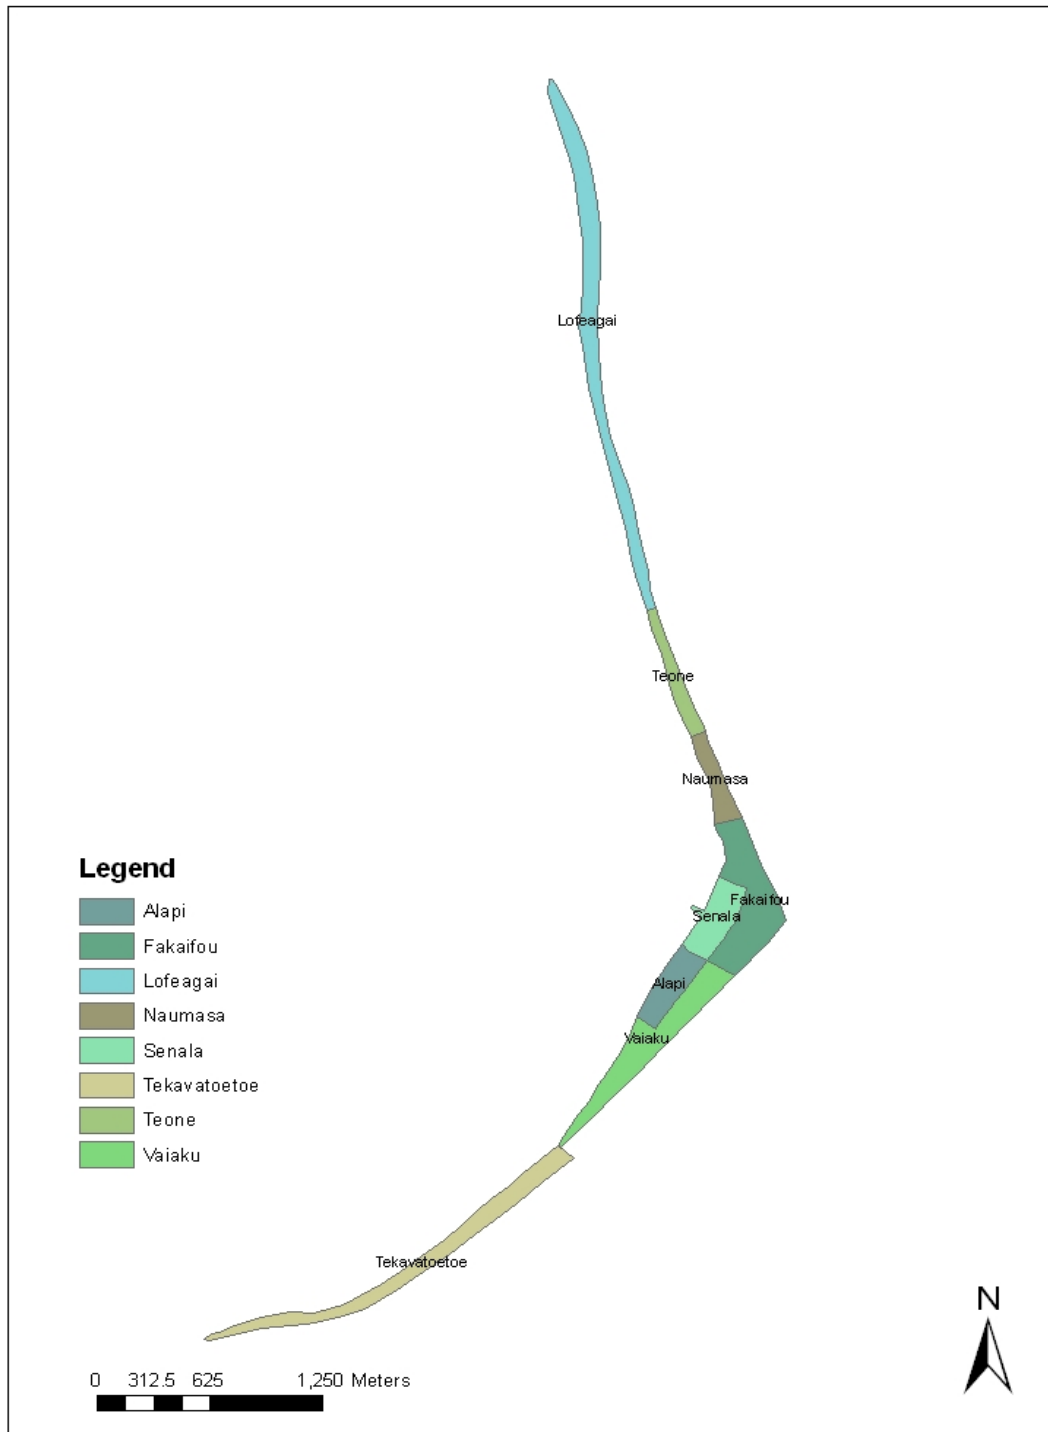 Lofeagai
Teone
Naumasa
Fakaifou
Senala
Alapi
Vaiaku
Tekavatoetoe
Legend
Alapi
Fakaifou
Lofeagai
Naumasa
Senala
Tekavatoetoe
Teone
Vaiaku
N
0 312.5 625 1,250 Meters